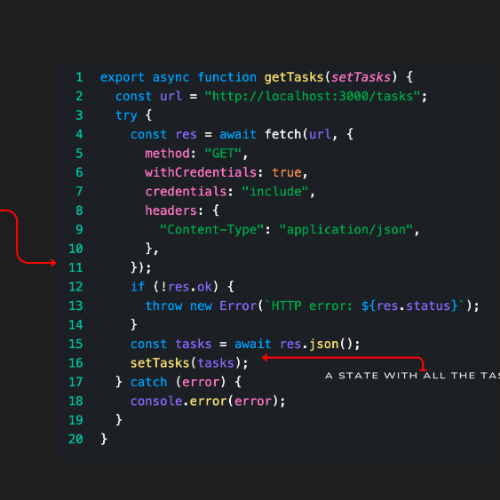 1 export async function getTasks(setTasks) {
2 const url = "http://localhost:3000/tasks";
3 try {
4 const res = await fetch(url, {
5 method: "GET",
6 withCredentials: true,
7 credentials: "include",
8 headers: {
9 "Content-Type": "application/json",
10 },
11 });
12 if (!res.ok) {
13 throw new Error(`HTTP error: ${res.status}`);
14 }
15 const tasks = await res.json();
16 setTasks(tasks);
A STATE WITH ALL THE TAS
17 } catch (error) {
18 console.error(error);
19 }
20 }